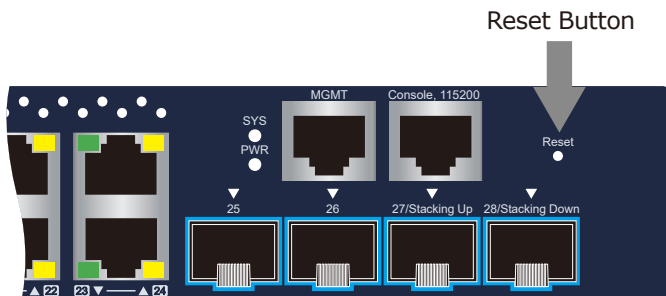 Reset Button
MGMT
Console, 115200
SYS
PWR
Reset
25
26
27/Stacking Up
28/Stacking Down
22
23
24